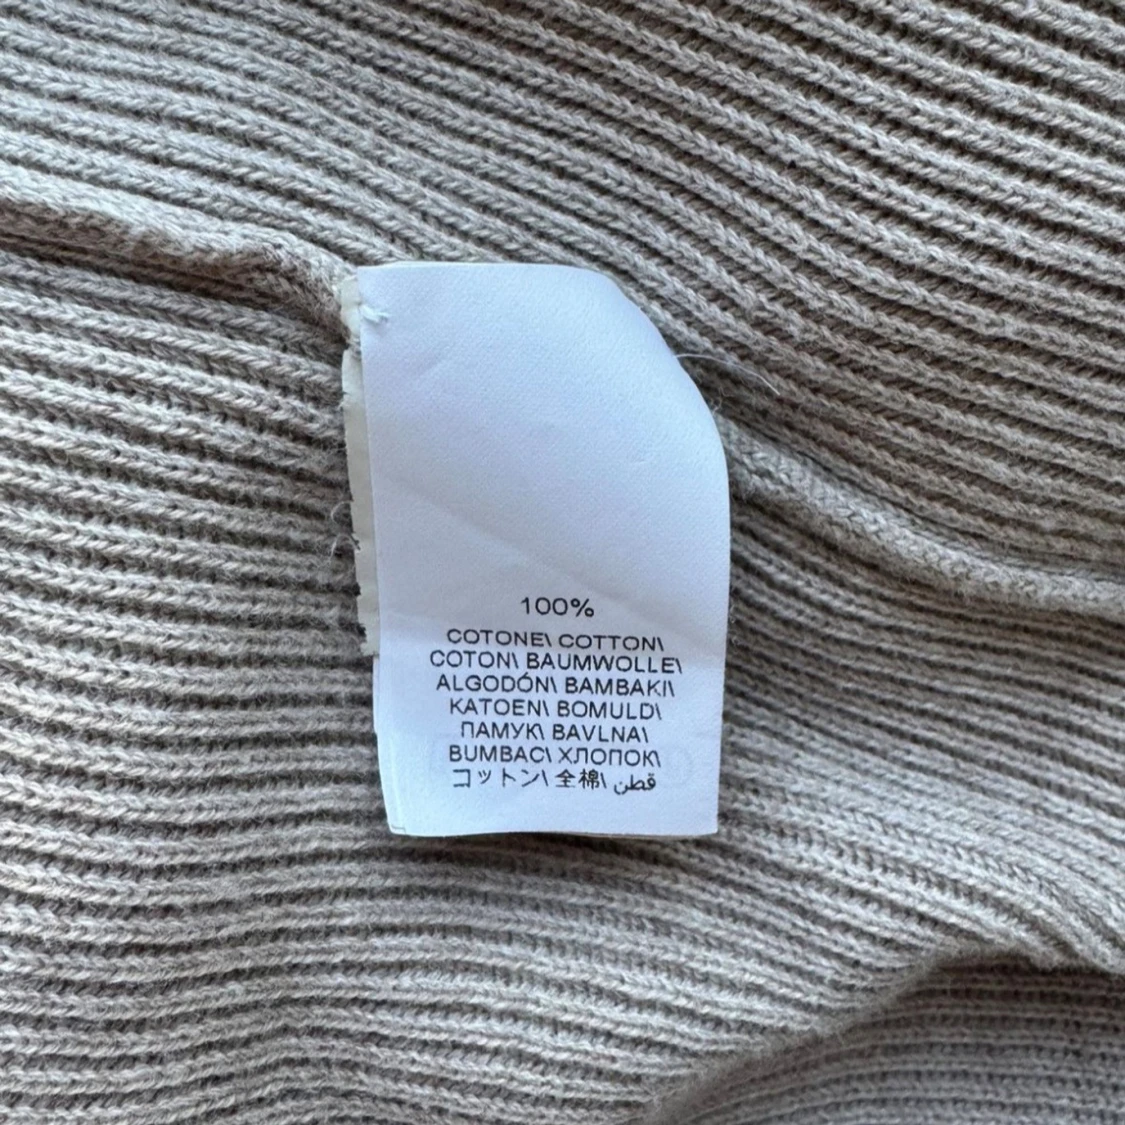 100%
COTONE\ COTTON\
COTON\ BAUMWOLLE\
ALGODÓN\ BAMBAKI\
KATOEN\ BOMULD\
ПАМУК\ BAVLNA\
BUMBAC\ ХЛОПОК\
コットン\ 全棉\ قطن